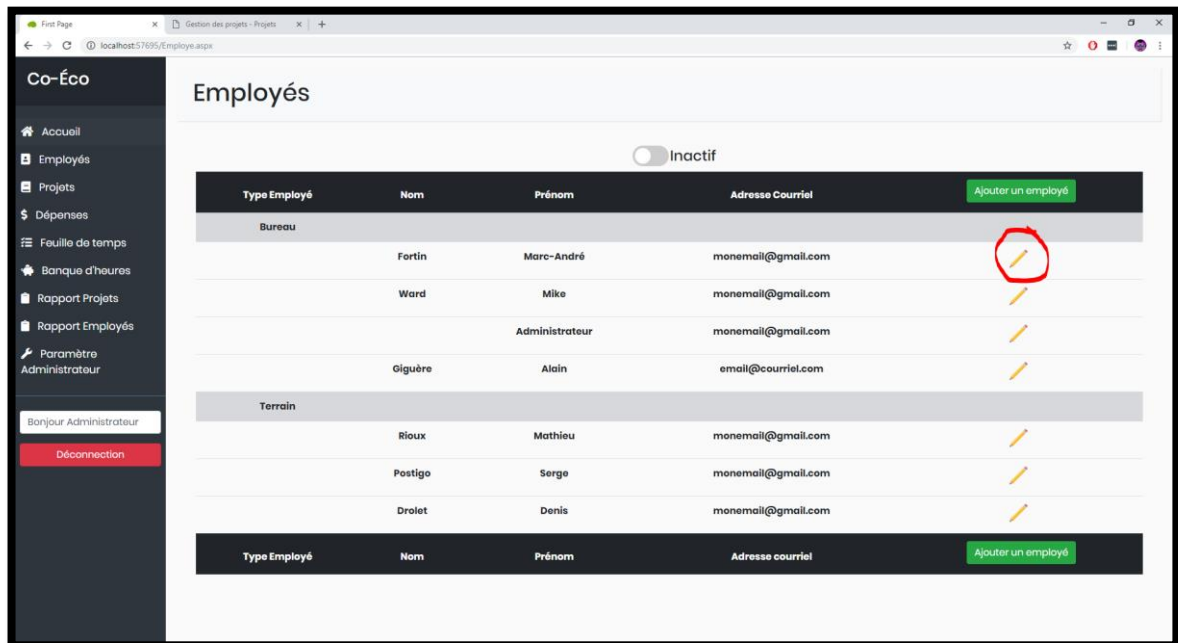 First Page
Gestion des projets - Projets
localhost:57695/Employe.aspx
Co-Éco
Accueil
Employés
Projets
$ Dépenses
Feuille de temps
Banque d'heures
Rapport Projets
Rapport Employés
Paramètre
Administrateur
Bonjour Administrateur
Déconnection
Employés
Inactif
Type Employé Nom Prénom Adresse Courriel Ajouter un employé
Bureau
Fortin Marc-André monemail@gmail.com
Ward Mike monemail@gmail.com
Administrateur monemail@gmail.com
Giguère Alain email@courriel.com
Terrain
Rioux Mathieu monemail@gmail.com
Postigo Serge monemail@gmail.com
Drolet Denis monemail@gmail.com
Type Employé Nom Prénom Adresse courriel Ajouter un employé